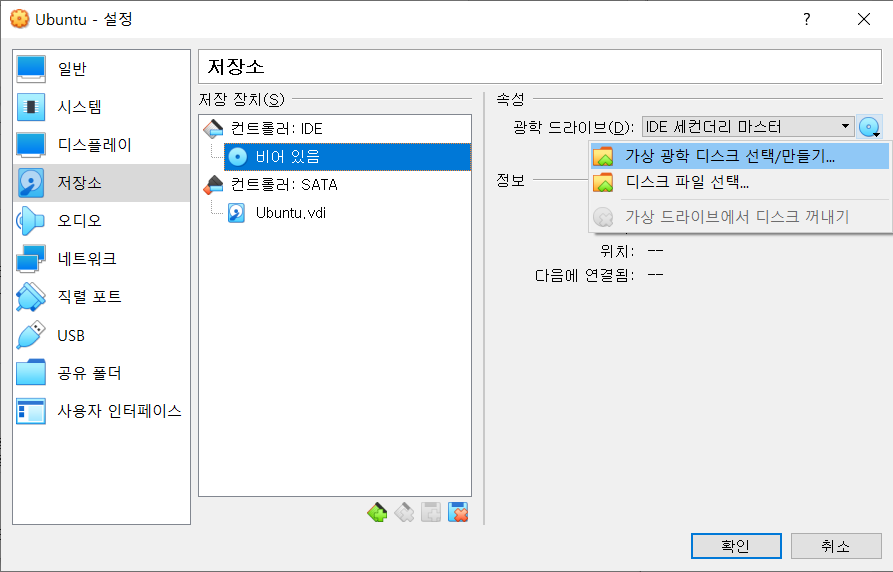 Ubuntu - 설정
?
일반
시스템
디스플레이
저장소
오디오
네트워크
직렬 포트
USB
공유 폴더
사용자 인터페이스
저장소
저장 장치(S)
컨트롤러: IDE
비어 있음
컨트롤러: SATA
Ubuntu.vdi
속성
광학 드라이브(D): IDE 세컨더리 마스터
가상 광학 디스크 선택/만들기...
디스크 파일 선택...
가상 드라이브에서 디스크 꺼내기
정보
위치: --
다음에 연결됨: --
확인
취소